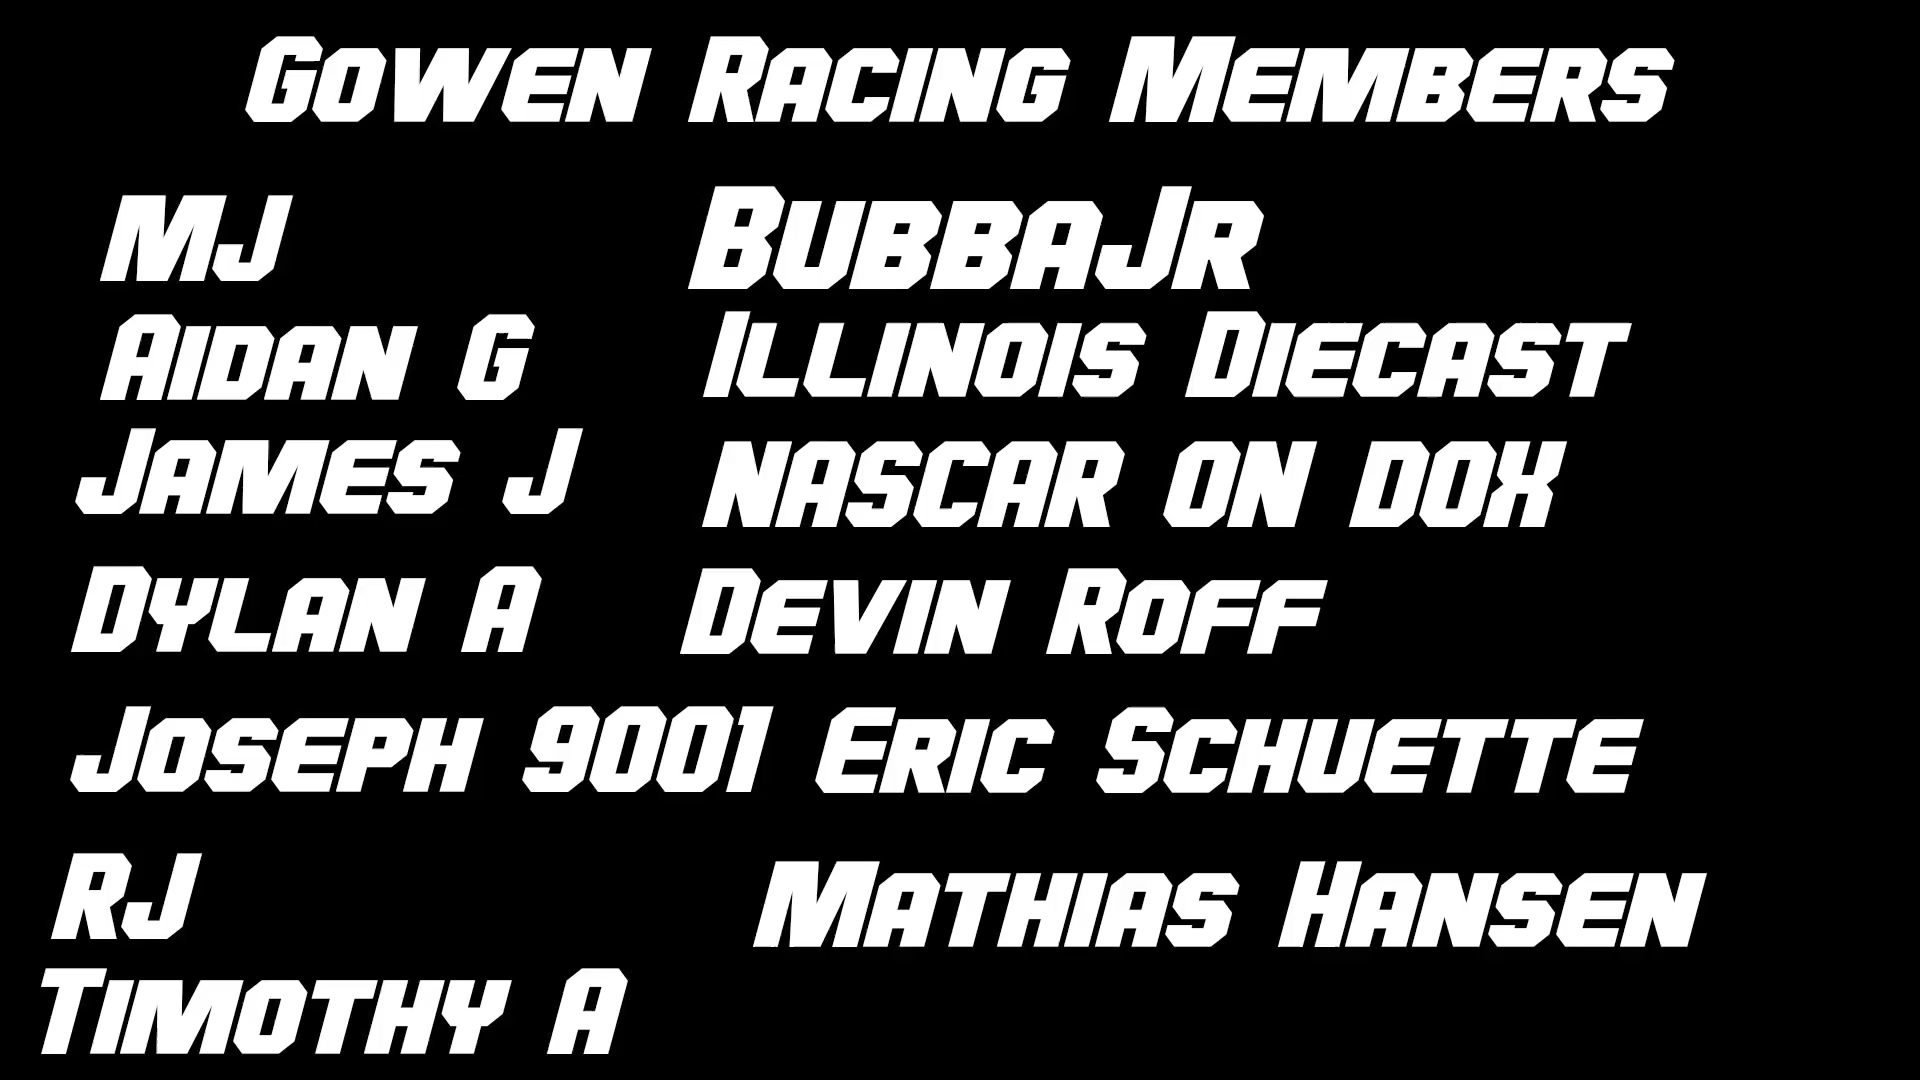 Gowen Racing Members
MJ
Aidan G
James J
Dylan A
Joseph 9001
RJ
Timothy A
BubbaJr
Illinois Diecast
NASCAR ON DOX
Devin Roff
Eric Schuette
Mathias Hansen